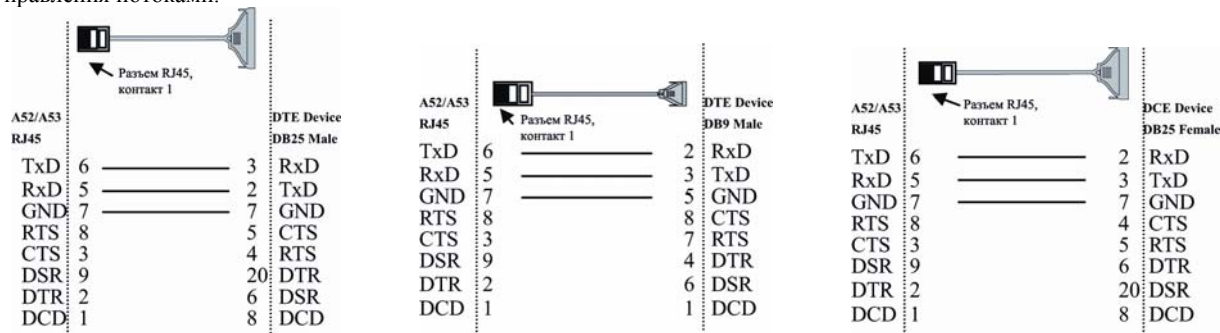 правления потоками.
Разъем RJ45,
контакт 1
A52/A53
RJ45
DTE Device
DB25 Male
TxD 6 3 RxD
RxD 5 2 TxD
GND 7 7 GND
RTS 8 5 CTS
CTS 3 4 RTS
DSR 9 20 DTR
DTR 2 6 DSR
DCD 1 8 DCD
Разъем RJ45,
контакт 1
A52/A53
RJ45
DTE Device
DB9 Male
TxD 6 2 RxD
RxD 5 3 TxD
GND 7 5 GND
RTS 8 8 CTS
CTS 3 7 RTS
DSR 9 4 DTR
DTR 2 6 DSR
DCD 1 1 DCD
Разъем RJ45,
контакт 1
A52/A53
RJ45
DCE Device
DB25 Female
TxD 6 2 RxD
RxD 5 3 TxD
GND 7 7 GND
RTS 8 4 CTS
CTS 3 5 RTS
DSR 9 6 DTR
DTR 2 20 DSR
DCD 1 8 DCD